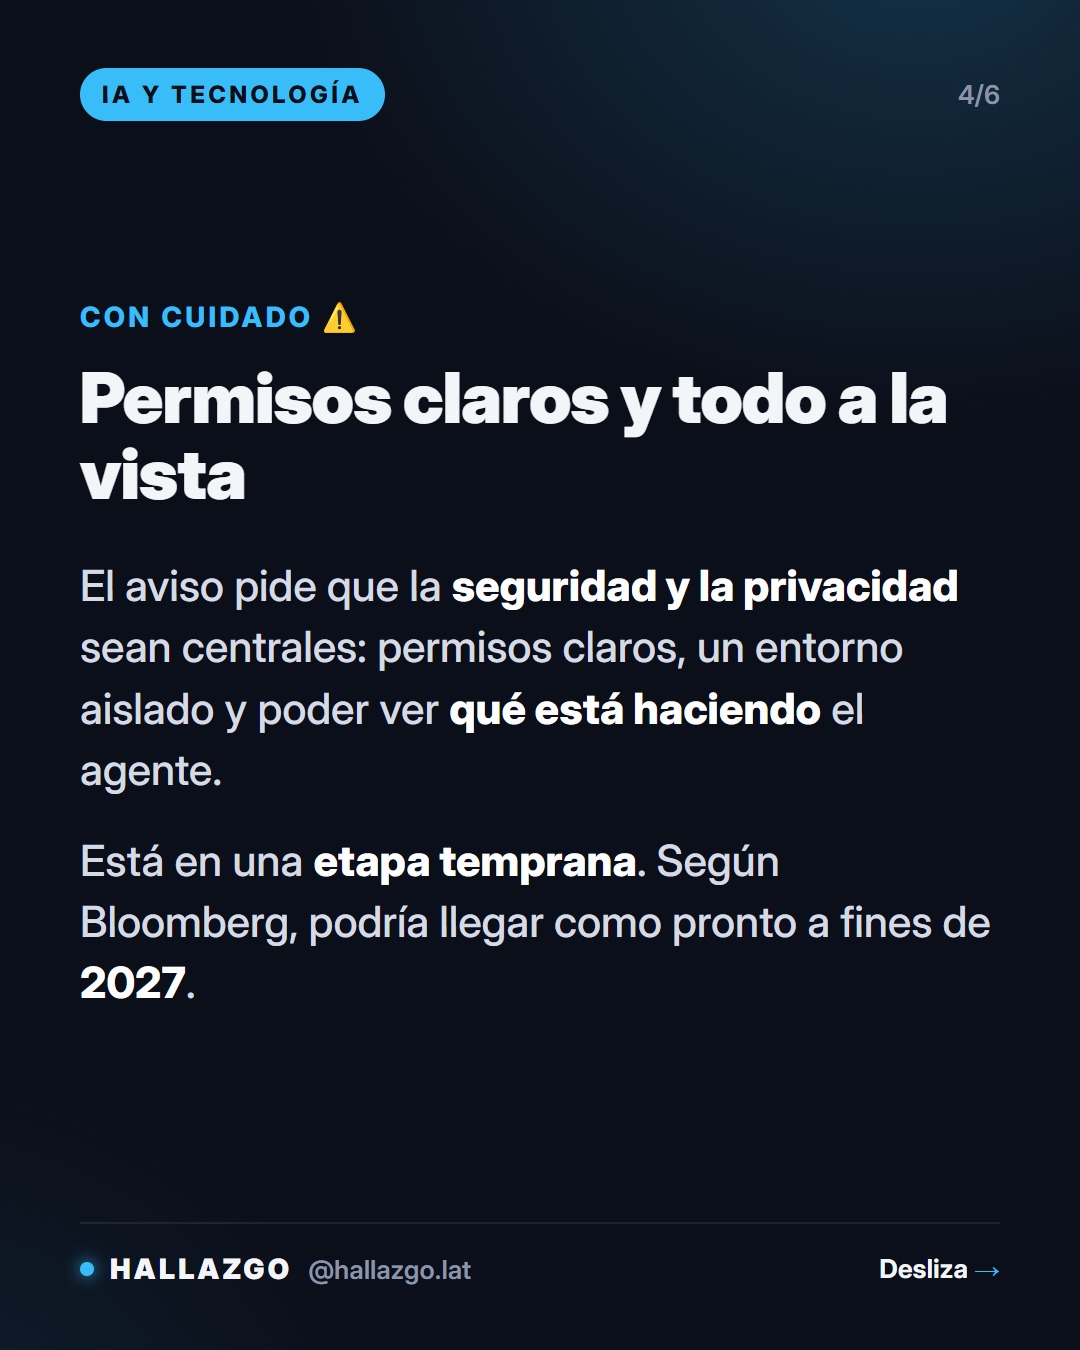 IA Y TECNOLOGÍA
4/6
CON CUIDADO ⚠️
Permisos claros y todo a la
vista
El aviso pide que la seguridad y la privacidad
sean centrales: permisos claros, un entorno
aislado y poder ver qué está haciendo el
agente.
Está en una etapa temprana. Según
Bloomberg, podría llegar como pronto a fines de
2027.
HALLAZGO @hallazgo.lat
Desliza →